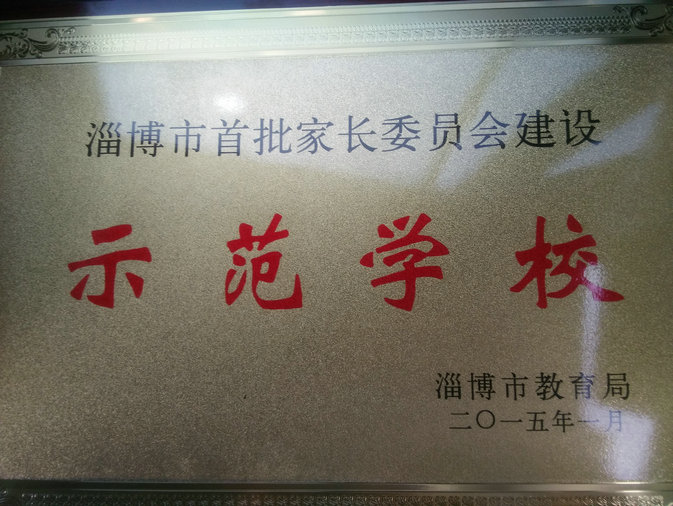 淄博市首批家长委员会建设
示范学校
淄博市教育局
二〇一五年一月